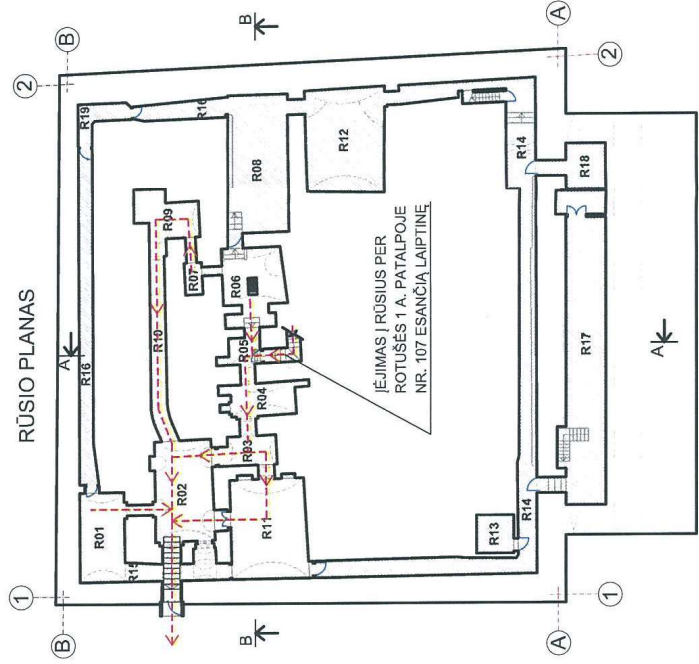 RŪSIO PLANAS
2
B
B
A
2
R19
R16
R12
R14
R18
R08
R09
R07
R06
R10
R16
A
R05
R04
R03
ĮĖJIMAS Į RŪSIUS PER
ROTUŠĖS 1 A. PATALPOJE
NR. 107 ESANČIĄ LAIPTINĘ
R17
A
R01
R02
R11
R15
R13
R14
1
B
B
A
1